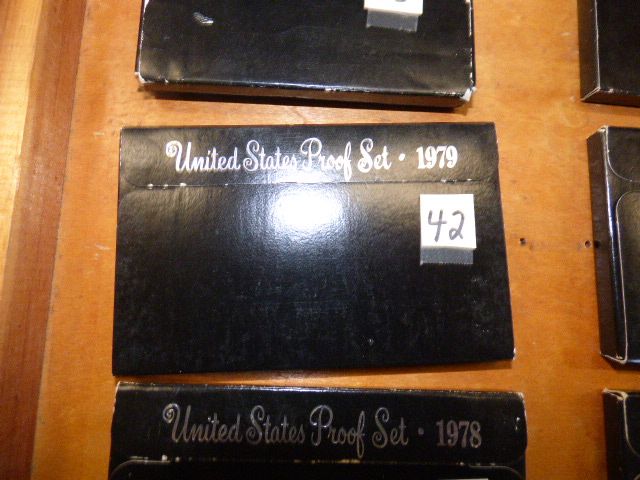 United States Proof Set · 1979
42
United States Proof Set · 1978